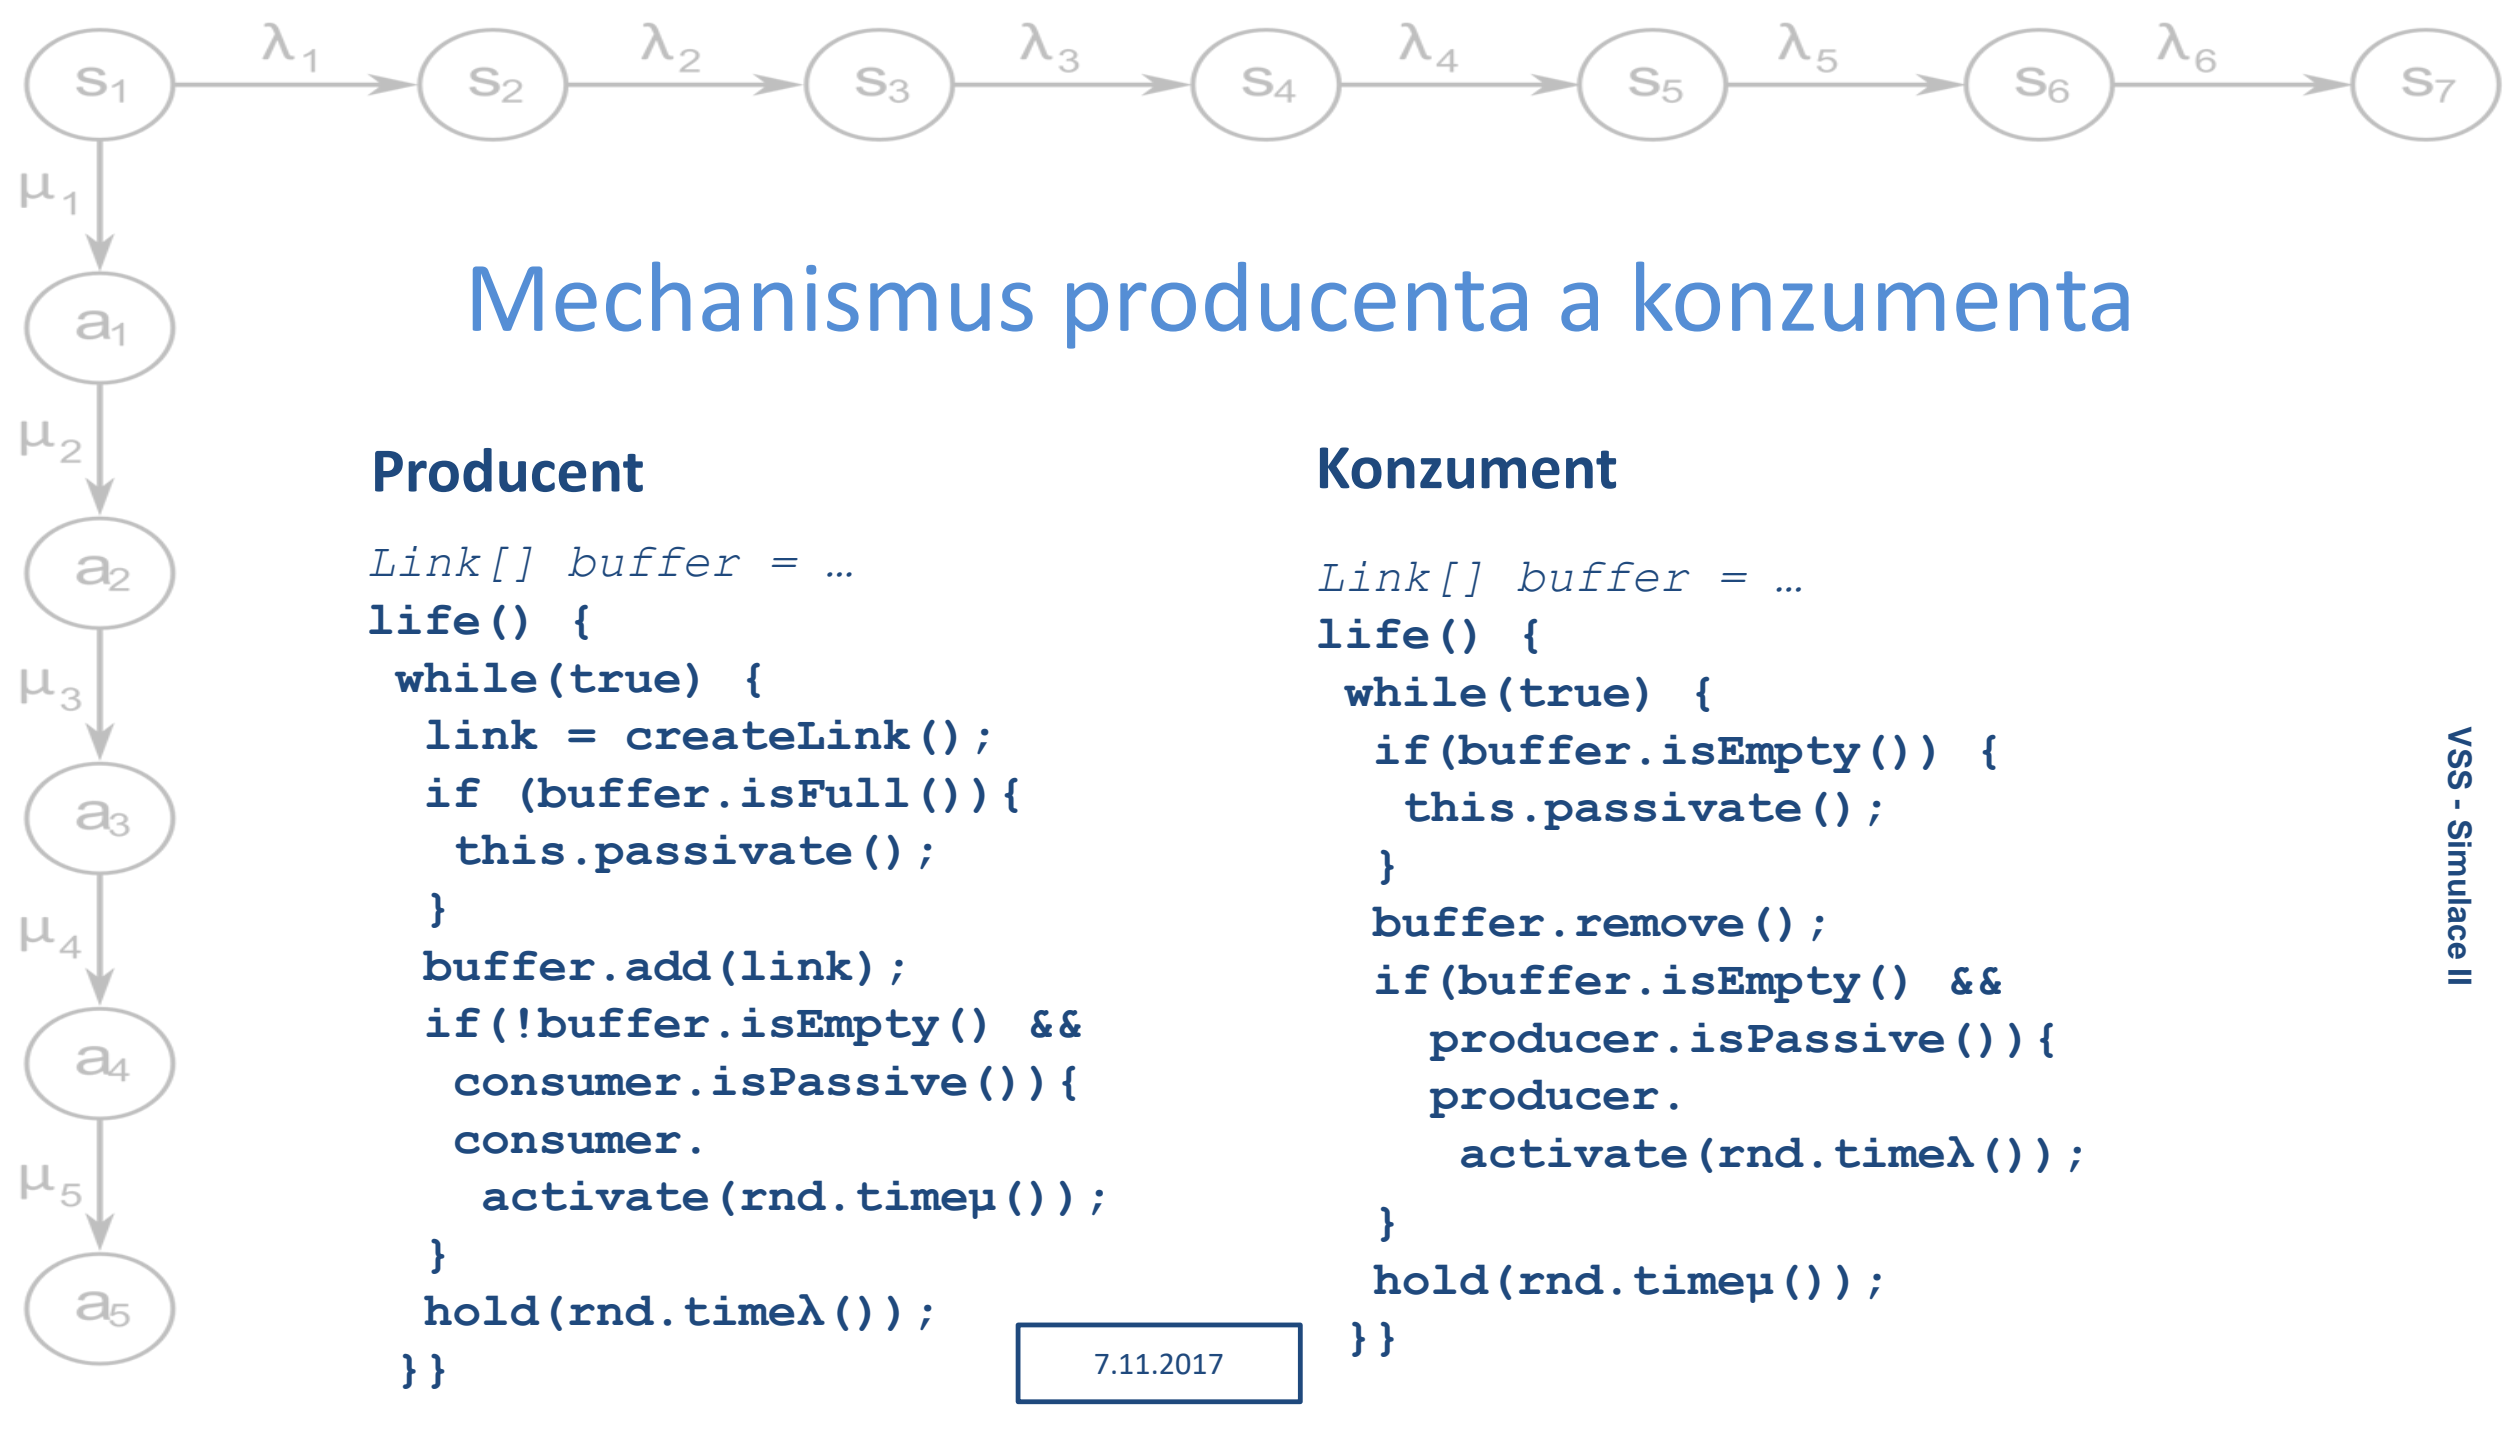 s1 λ1 s2 λ2 s3 λ3 s4 λ4 s5 λ5 s6 λ6 s7
μ1
a1
μ2
a2
μ3
a3
μ4
a4
μ5
a5
Mechanismus producenta a konzumenta
Producent
Link[] buffer = …
life() {
while(true) {
link = createLink();
if (buffer.isFull()){
this.passivate();
}
buffer.add(link);
if(!buffer.isEmpty() &&
consumer.isPassive()){
consumer.
activate(rnd.timeμ());
}
hold(rnd.timeλ());
}}
Konzument
Link[] buffer = …
life() {
while(true) {
if(buffer.isEmpty()) {
this.passivate();
}
buffer.remove();
if(buffer.isEmpty() &&
producer.isPassive()){
producer.
activate(rnd.timeλ());
}
hold(rnd.timeμ());
}}
VSS - Simulace II
7.11.2017